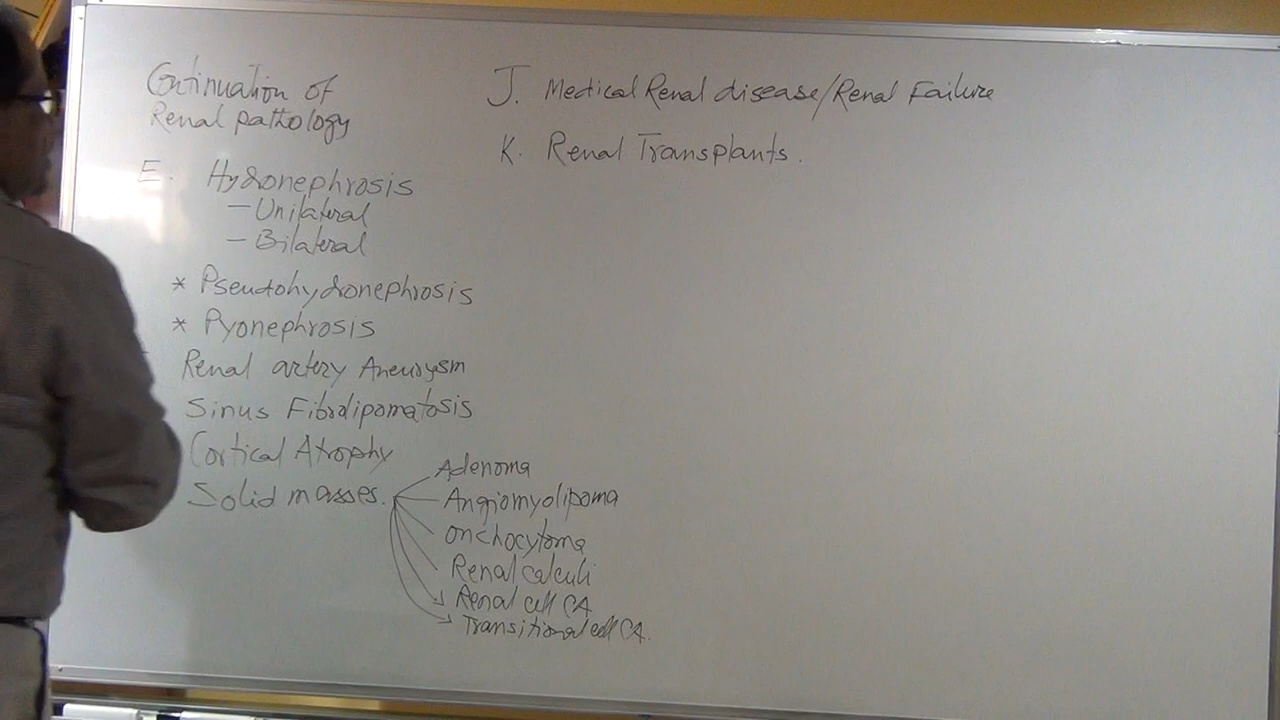 Continuation of
Renal pathology
E. Hydronephrosis
— Unilateral
— Bilateral
* Pseudohydronephrosis
* Pyonephrosis
Renal artery Aneurysm
Sinus Fibrolipomatosis
Cortical Atrophy
Solid masses.
Adenoma
Angiomyolipoma
onchocytoma
Renal calculi
Renal cell CA
Transitional cell CA.
J. Medical Renal disease/Renal Failure
K. Renal Transplants.